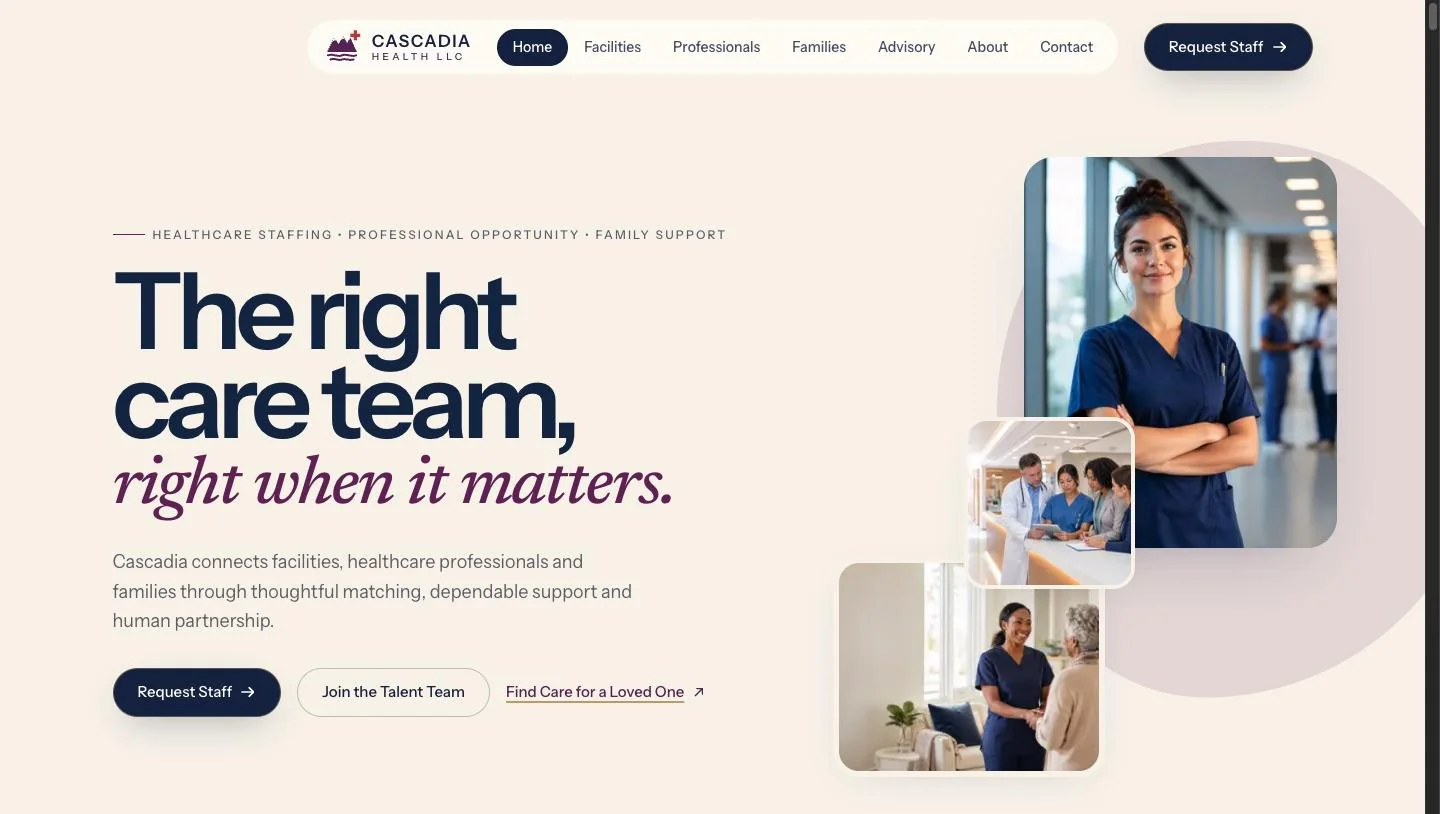 CASCADIA
HEALTH LLC
Home
Facilities
Professionals
Families
Advisory
About
Contact
Request Staff →
HEALTHCARE STAFFING • PROFESSIONAL OPPORTUNITY • FAMILY SUPPORT
The right
care team,
right when it matters.
Cascadia connects facilities, healthcare professionals and
families through thoughtful matching, dependable support and
human partnership.
Request Staff →
Join the Talent Team
Find Care for a Loved One ↗